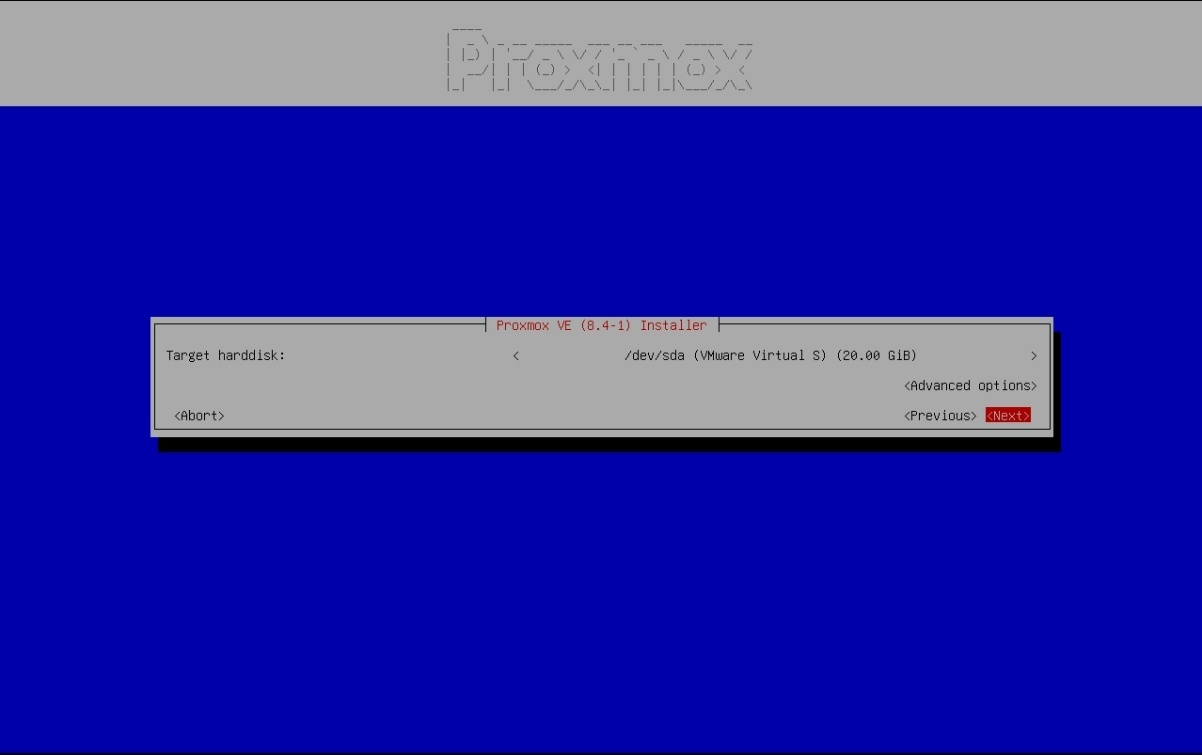 Proxmox
Proxmox VE (8.4-1) Installer
Target harddisk: < /dev/sda (VMware Virtual S) (20.00 GiB) >
<Advanced options>
<Abort> <Previous> <Next>